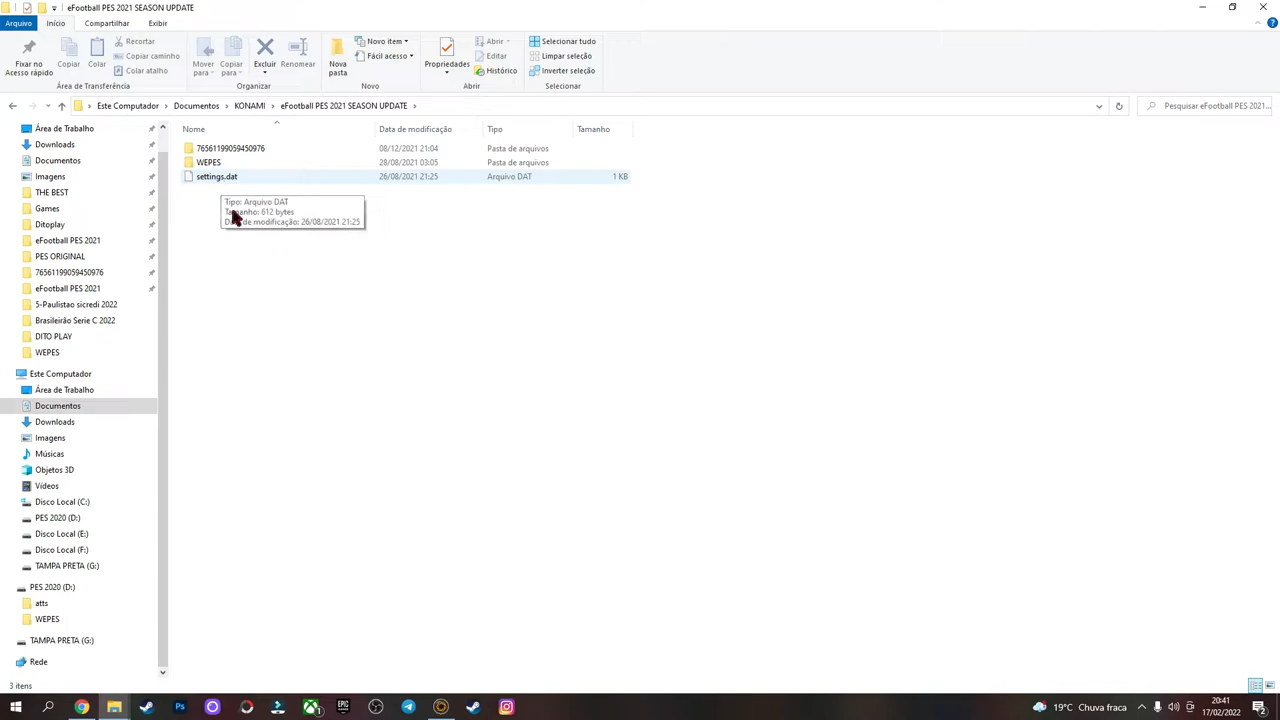 eFootball PES 2021 SEASON UPDATE
Arquivo
Início
Compartilhar
Exibir
Fixar no
Acesso rápido
Copiar
Colar
Recortar
Copiar caminho
Colar atalho
Área de Transferência
Mover
para
Copiar
para
Excluir
Renomear
Organizar
Nova
pasta
Novo item
Fácil acesso
Novo
Propriedades
Abrir
Editar
Histórico
Abrir
Selecionar tudo
Limpar seleção
Inverter seleção
Selecionar
Este Computador > Documentos > KONAMI > eFootball PES 2021 SEASON UPDATE >
Pesquisar eFootball PES 2021...
Nome Data de modificação Tipo Tamanho
76561199059450976 08/12/2021 21:04 Pasta de arquivos
WEPES 28/08/2021 03:05 Pasta de arquivos
settings.dat 26/08/2021 21:25 Arquivo DAT 1 KB
Tipo: Arquivo DAT
Tamanho: 612 bytes
Data de modificação: 26/08/2021 21:25
Área de Trabalho
Downloads
Documentos
Imagens
THE BEST
Games
Ditoplay
eFootball PES 2021
PES ORIGINAL
76561199059450976
eFootball PES 2021
5-Paulistao sicredi 2022
Brasileirão Serie C 2022
DITO PLAY
WEPES
Este Computador
Área de Trabalho
Documentos
Downloads
Imagens
Músicas
Objetos 3D
Vídeos
Disco Local (C:)
PES 2020 (D:)
Disco Local (E:)
Disco Local (F:)
TAMPA PRETA (G:)
PES 2020 (D:)
atts
WEPES
TAMPA PRETA (G:)
Rede
3 itens
Ps
EPIC
19°C Chuva fraca
20:41
17/02/2022